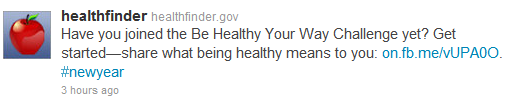 healthfinder healthfinder.gov
Have you joined the Be Healthy Your Way Challenge yet? Get
started—share what being healthy means to you: on.fb.me/vUPA0O.
#newyear
3 hours ago